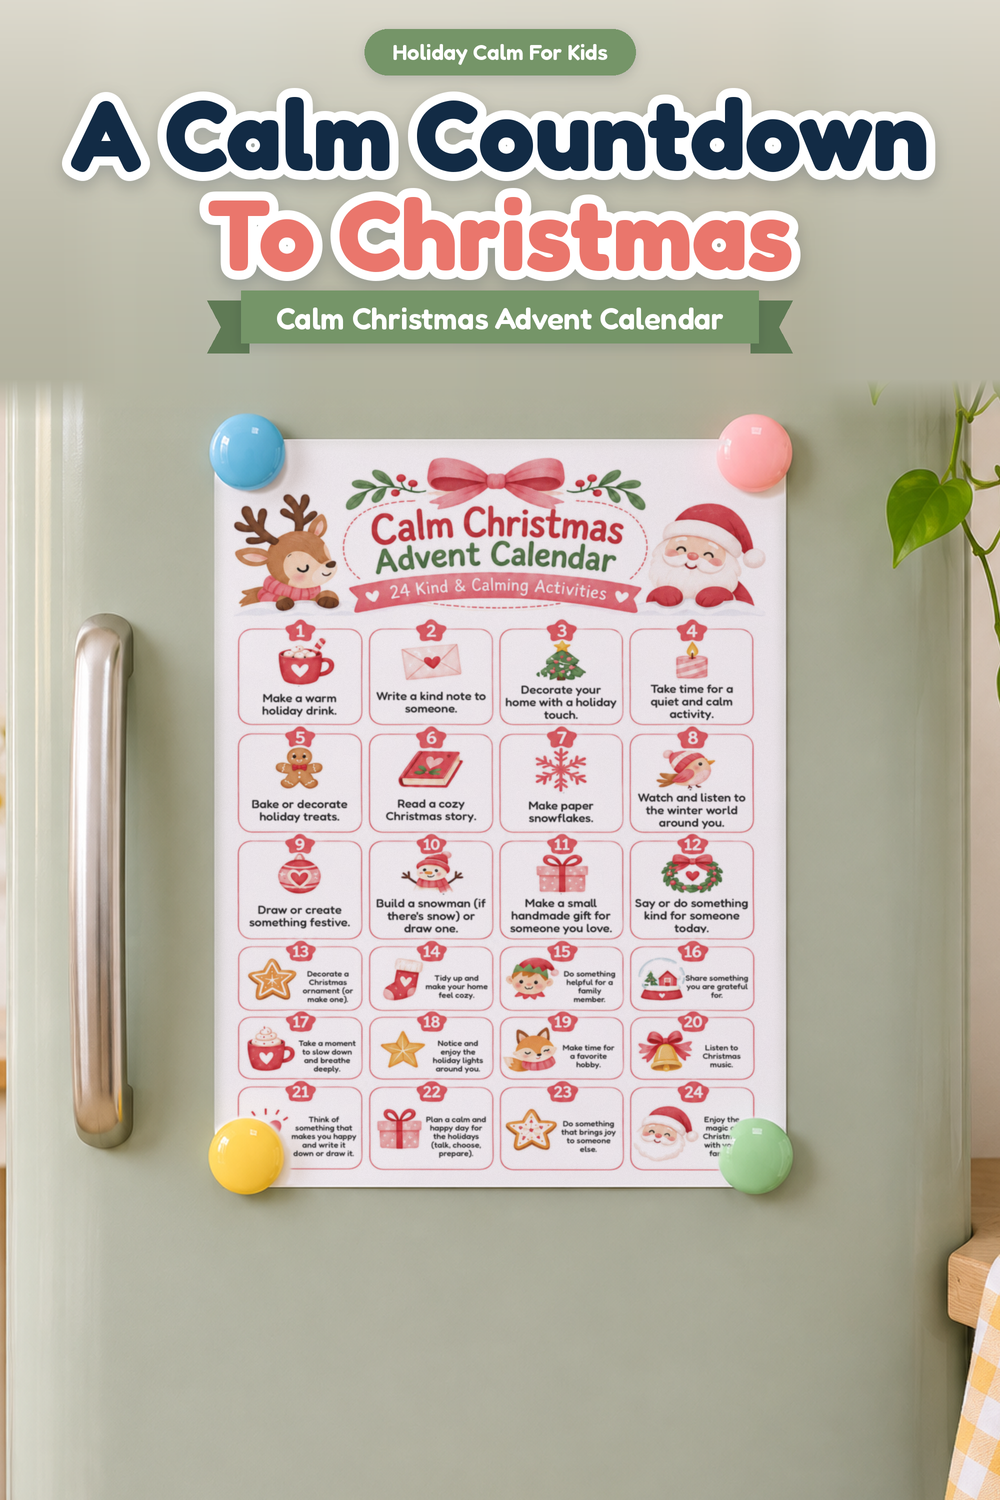 Holiday Calm For Kids
A Calm Countdown
To Christmas
Calm Christmas Advent Calendar
Calm Christmas
Advent Calendar
24 Kind & Calming Activities
1
Make a warm
holiday drink.
2
Write a kind note to
someone.
3
Decorate your
home with a holiday
touch.
4
Take time for a
quiet and calm
activity.
5
Bake or decorate
holiday treats.
6
Read a cozy
Christmas story.
7
Make paper
snowflakes.
8
Watch and listen to
the winter world
around you.
9
Draw or create
something festive.
10
Build a snowman (if
there's snow) or
draw one.
11
Make a small
handmade gift for
someone you love.
12
Say or do something
kind for someone
today.
13
Decorate a
Christmas
ornament (or
make one).
14
Tidy up and
make your home
feel cozy.
15
Do something
helpful for a
family
member.
16
Share something
you are grateful
for.
17
Take a moment
to slow down
and breathe
deeply.
18
Notice and
enjoy the
holiday lights
around you.
19
Make time for
a favorite
hobby.
20
Listen to
Christmas
music.
21
Think of
something that
makes you happy
and write it
down or draw it.
22
Plan a calm and
happy day for
the holidays
(talk, choose,
prepare).
23
Do something
that brings joy
to someone
else.
24
Enjoy the
magic
with